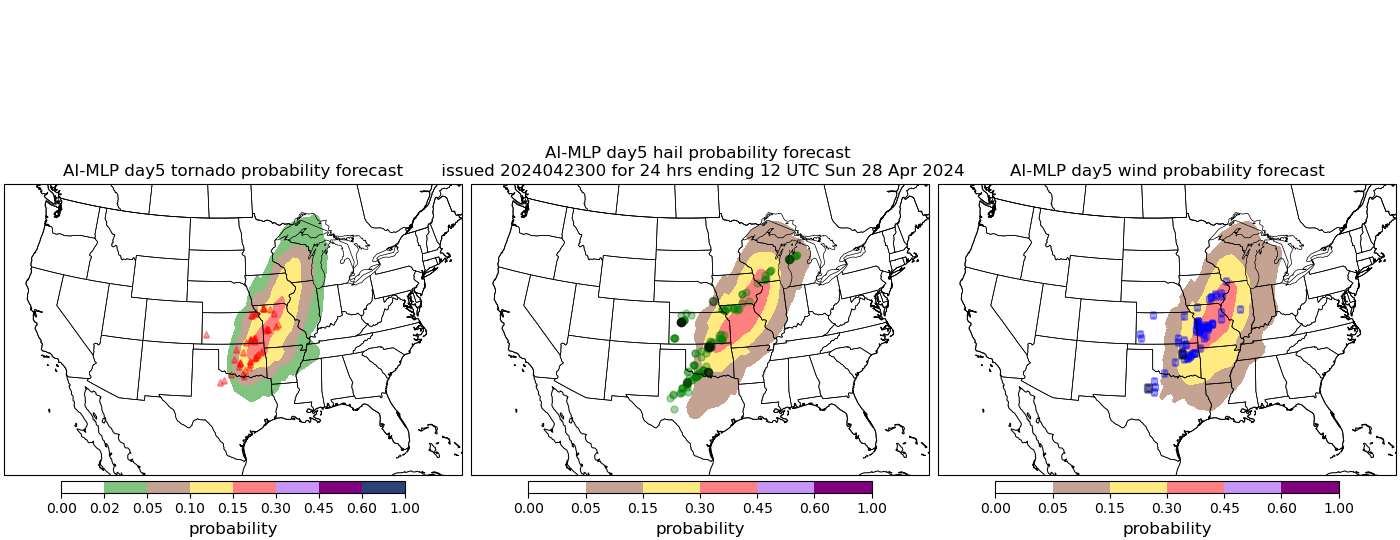 AI-MLP day5 hail probability forecast
AI-MLP day5 tornado probability forecast
issued 2024042300 for 24 hrs ending 12 UTC Sun 28 Apr 2024
AI-MLP day5 wind probability forecast
0.00 0.02 0.05 0.10 0.15 0.30 0.45 0.60 1.00
probability
0.00 0.05 0.15 0.30 0.45 0.60 1.00
probability
0.00 0.05 0.15 0.30 0.45 0.60 1.00
probability